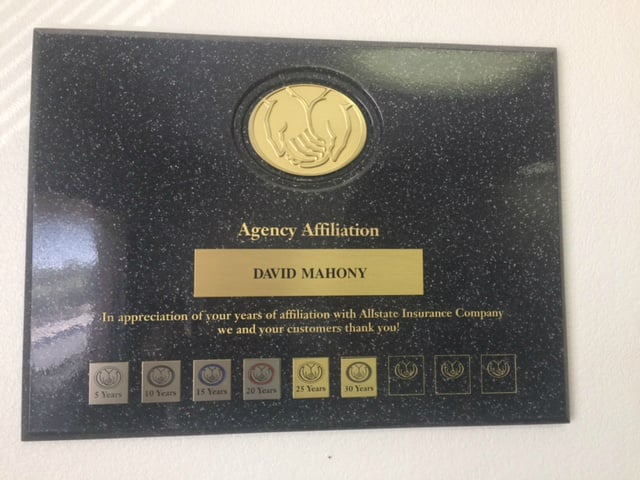 Agency Affiliation
DAVID MAHONY
In appreciation of your years of affiliation with Allstate Insurance Company
we and your customers thank you!
5 Years 10 Years 15 Years 20 Years 25 Years 30 Years